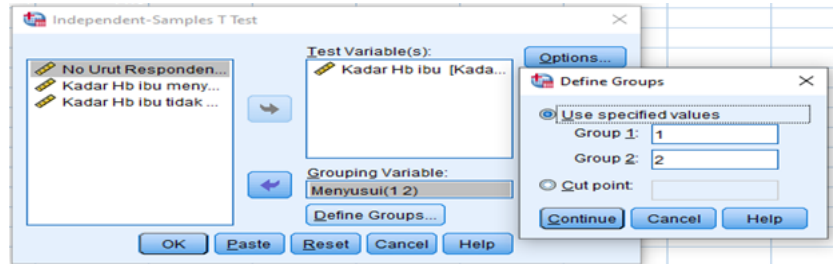 Independent-Samples T Test
Test Variable(s):
No Urut Responden...
Kadar Hb ibu meny...
Kadar Hb ibu tidak ...
Kadar Hb ibu [Kada...
Options...
Grouping Variable:
Menyusui(1 2)
Define Groups...
OK Paste Reset Cancel Help
Define Groups
Use specified values
Group 1: 1
Group 2: 2
Cut point:
Continue Cancel Help